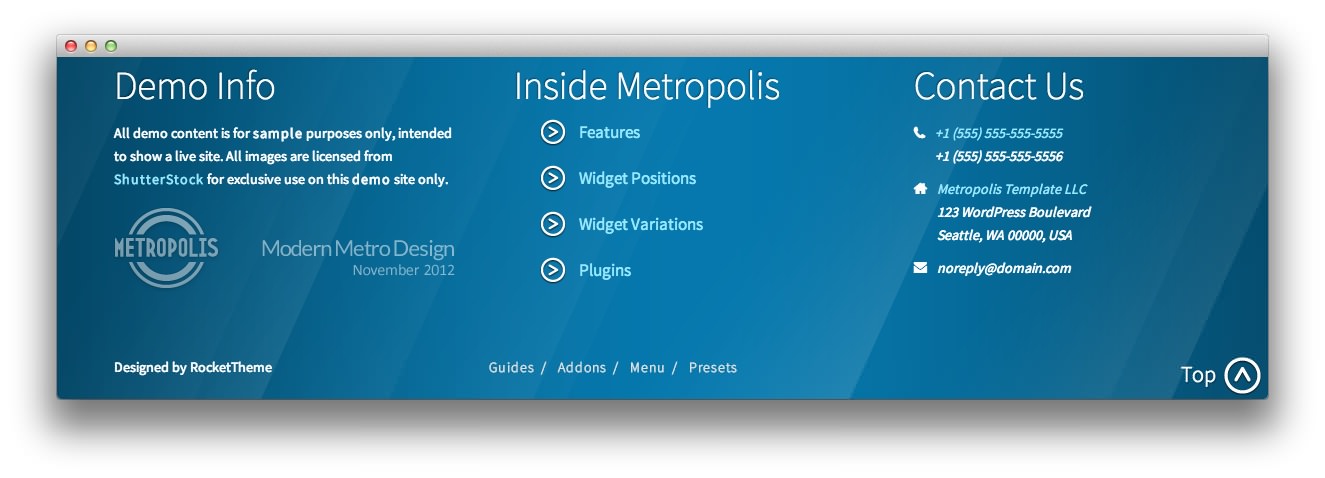 Demo Info
All demo content is for sample purposes only, intended
to show a live site. All images are licensed from
ShutterStock for exclusive use on this demo site only.
METROPOLIS
Modern Metro Design
November 2012
Inside Metropolis
Features
Widget Positions
Widget Variations
Plugins
Contact Us
+1 (555) 555-555-5555
+1 (555) 555-555-5556
Metropolis Template LLC
123 WordPress Boulevard
Seattle, WA 00000, USA
noreply@domain.com
Designed by RocketTheme
Guides / Addons / Menu / Presets
Top